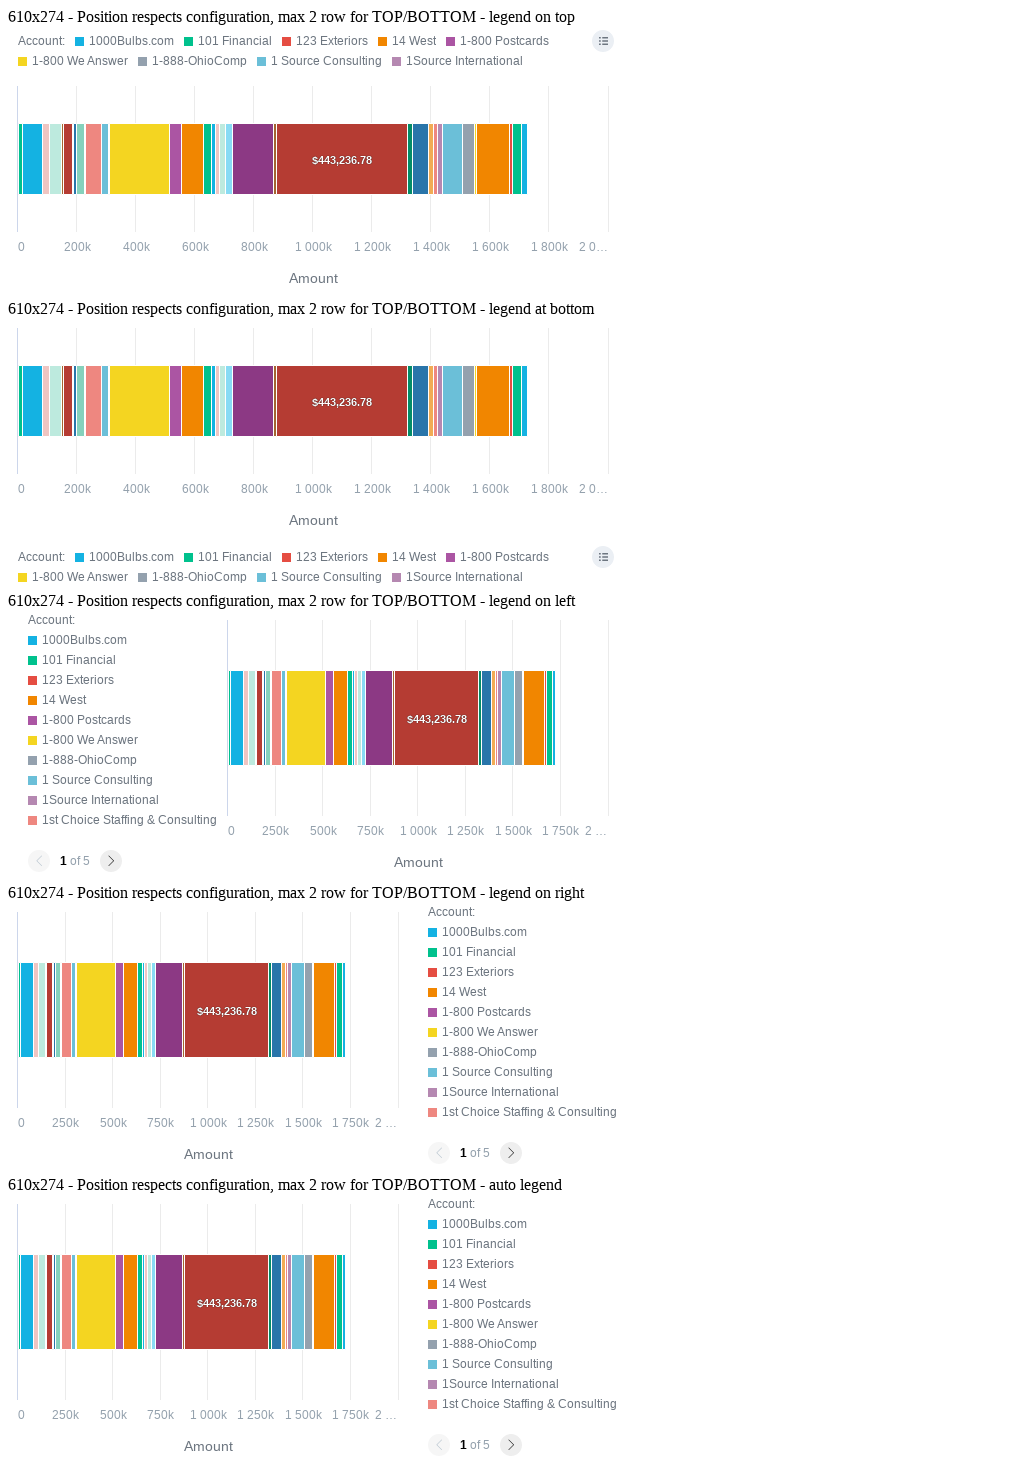 610x274 - Position respects configuration, max 2 row for TOP/BOTTOM - legend on top
Account: 1000Bulbs.com 101 Financial 123 Exteriors 14 West 1-800 Postcards
1-800 We Answer 1-888-OhioComp 1 Source Consulting 1Source International
$443,236.78
0 200k 400k 600k 800k 1 000k 1 200k 1 400k 1 600k 1 800k 2 0…
Amount
610x274 - Position respects configuration, max 2 row for TOP/BOTTOM - legend at bottom
$443,236.78
0 200k 400k 600k 800k 1 000k 1 200k 1 400k 1 600k 1 800k 2 0…
Amount
Account: 1000Bulbs.com 101 Financial 123 Exteriors 14 West 1-800 Postcards
1-800 We Answer 1-888-OhioComp 1 Source Consulting 1Source International
610x274 - Position respects configuration, max 2 row for TOP/BOTTOM - legend on left
Account:
1000Bulbs.com
101 Financial
123 Exteriors
14 West
1-800 Postcards
1-800 We Answer
1-888-OhioComp
1 Source Consulting
1Source International
1st Choice Staffing & Consulting
1 of 5
$443,236.78
0 250k 500k 750k 1 000k 1 250k 1 500k 1 750k 2 …
Amount
610x274 - Position respects configuration, max 2 row for TOP/BOTTOM - legend on right
$443,236.78
0 250k 500k 750k 1 000k 1 250k 1 500k 1 750k 2 …
Amount
Account:
1000Bulbs.com
101 Financial
123 Exteriors
14 West
1-800 Postcards
1-800 We Answer
1-888-OhioComp
1 Source Consulting
1Source International
1st Choice Staffing & Consulting
1 of 5
610x274 - Position respects configuration, max 2 row for TOP/BOTTOM - auto legend
$443,236.78
0 250k 500k 750k 1 000k 1 250k 1 500k 1 750k 2 …
Amount
Account:
1000Bulbs.com
101 Financial
123 Exteriors
14 West
1-800 Postcards
1-800 We Answer
1-888-OhioComp
1 Source Consulting
1Source International
1st Choice Staffing & Consulting
1 of 5